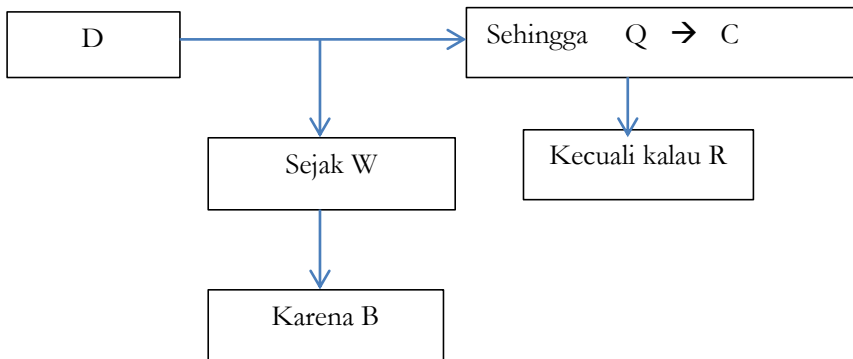 D
Sehingga Q → C
Sejak W
Kecuali kalau R
Karena B